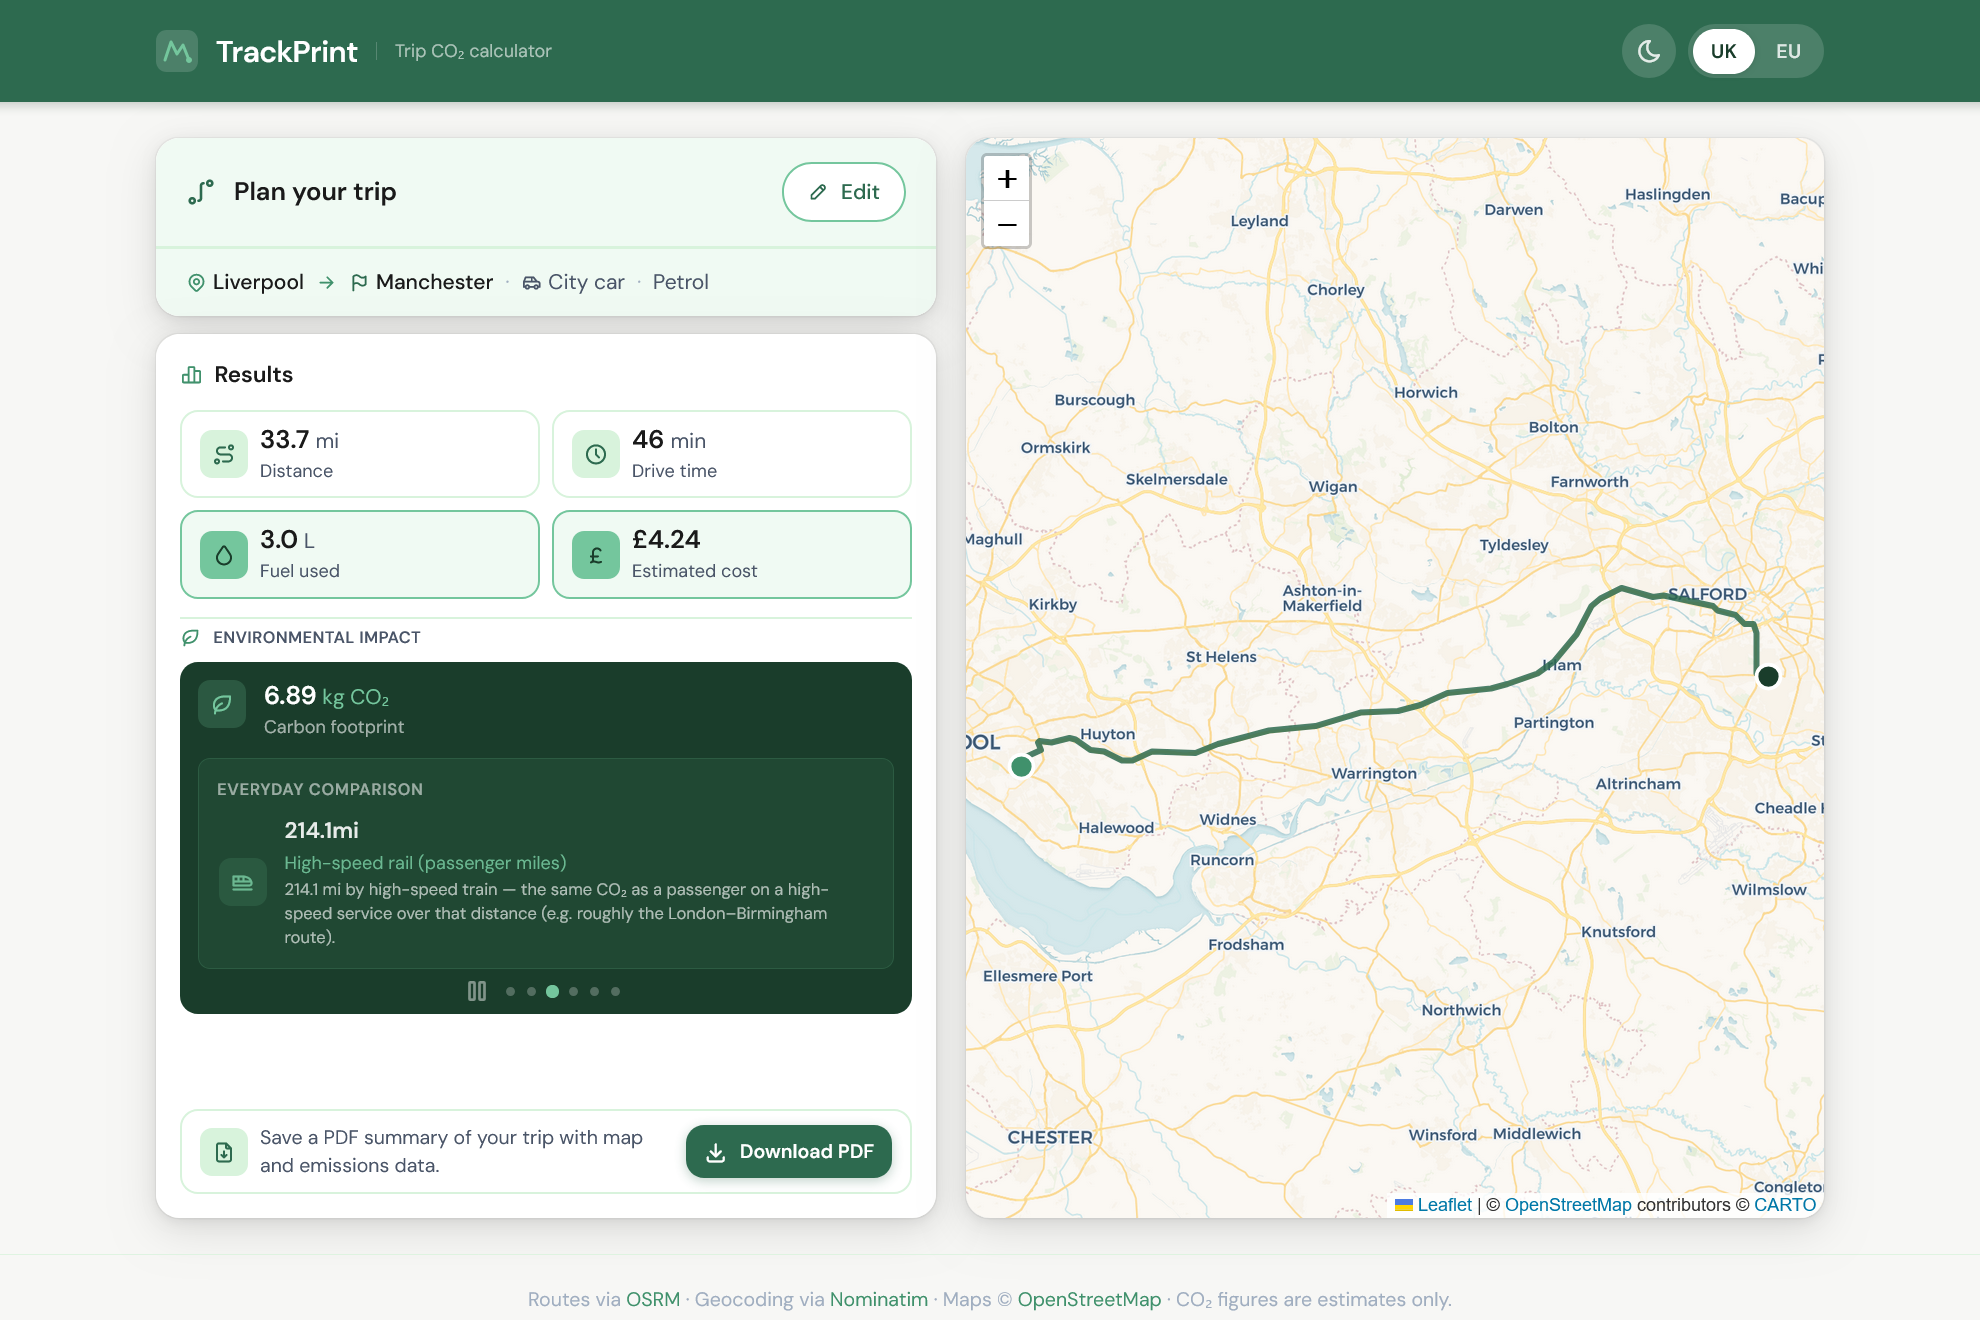 TrackPrint
Trip CO₂ calculator
UK
EU
Plan your trip
Edit
Liverpool → Manchester · City car · Petrol
Results
33.7 mi
Distance
46 min
Drive time
3.0 L
Fuel used
£4.24
£
Estimated cost
ENVIRONMENTAL IMPACT
6.89 kg CO₂
Carbon footprint
EVERYDAY COMPARISON
214.1mi
High-speed rail (passenger miles)
214.1 mi by high-speed train — the same CO₂ as a passenger on a high-
speed service over that distance (e.g. roughly the London–Birmingham
route).
Save a PDF summary of your trip with map
and emissions data.
Download PDF
+
−
Haslingden
Bacup
Darwen
Leyland
Whi
Chorley
Horwich
Burscough
Bolton
Ormskirk
Skelmersdale
Wigan
Farnworth
Maghull
Tyldesley
Ashton-in-
Makerfield
SALFORD
Kirkby
St Helens
Irlam
Partington
Huyton
OOL
St
Warrington
Altrincham
Cheadle H
Widnes
Halewood
Runcorn
Wilmslow
Knutsford
Frodsham
Ellesmere Port
Northwich
CHESTER
Winsford
Middlewich
Congleton
Leaflet | © OpenStreetMap contributors © CARTO
Routes via OSRM · Geocoding via Nominatim · Maps © OpenStreetMap · CO₂ figures are estimates only.